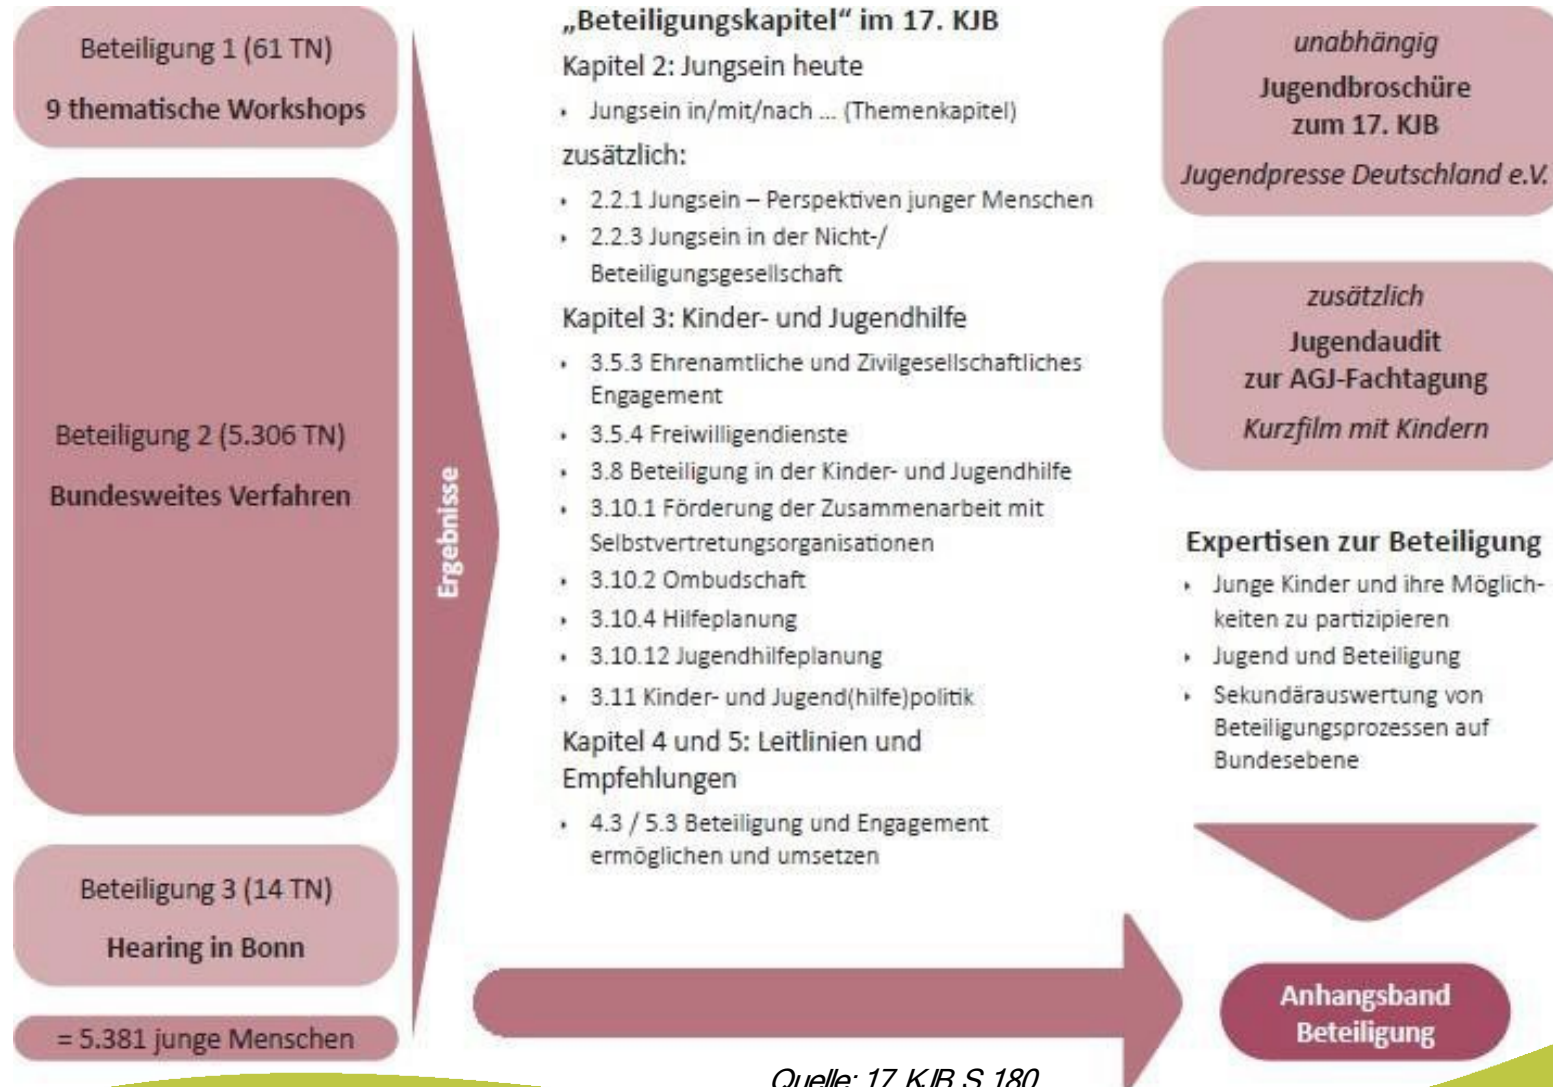 Beteiligung 1 (61 TN)
9 thematische Workshops
Beteiligung 2 (5.306 TN)
Bundesweites Verfahren
Beteiligung 3 (14 TN)
Hearing in Bonn
= 5.381 junge Menschen
Ergebnisse
„Beteiligungskapitel“ im 17. KJB
Kapitel 2: Jungsein heute
‣ Jungsein in/mit/nach ... (Themenkapitel)
zusätzlich:
‣ 2.2.1 Jungsein – Perspektiven junger Menschen
‣ 2.2.3 Jungsein in der Nicht-/
Beteiligungsgesellschaft
Kapitel 3: Kinder- und Jugendhilfe
‣ 3.5.3 Ehrenamtliche und Zivilgesellschaftliches
Engagement
‣ 3.5.4 Freiwilligendienste
‣ 3.8 Beteiligung in der Kinder- und Jugendhilfe
‣ 3.10.1 Förderung der Zusammenarbeit mit
Selbstvertretungsorganisationen
‣ 3.10.2 Ombudschaft
‣ 3.10.4 Hilfeplanung
‣ 3.10.12 Jugendhilfeplanung
‣ 3.11 Kinder- und Jugend(hilfe)politik
Kapitel 4 und 5: Leitlinien und
Empfehlungen
‣ 4.3 / 5.3 Beteiligung und Engagement
ermöglichen und umsetzen
unabhängig
Jugendbroschüre
zum 17. KJB
Jugendpresse Deutschland e.V.
zusätzlich
Jugendaudit
zur AGJ-Fachtagung
Kurzfilm mit Kindern
Expertisen zur Beteiligung
‣ Junge Kinder und ihre Möglich-
keiten zu partizipieren
‣ Jugend und Beteiligung
‣ Sekundärauswertung von
Beteiligungsprozessen auf
Bundesebene
Anhangsband
Beteiligung
Quelle: 17. KJB S. 180